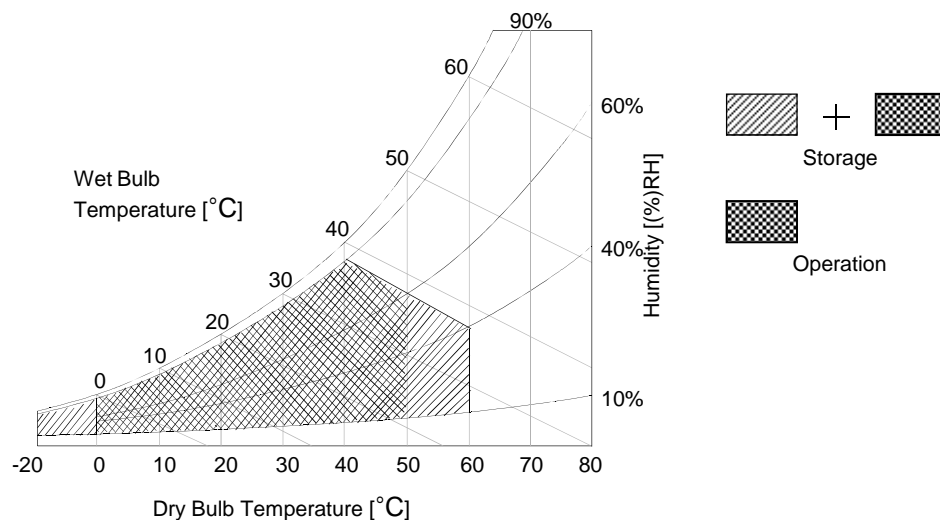 90%
60
60%
50
Wet Bulb
Temperature [°C]
Storage
40
40%
Humidity [(%)RH]
30
Operation
20
10
0
10%
-20 0 10 20 30 40 50 60 70 80
Dry Bulb Temperature [°C]